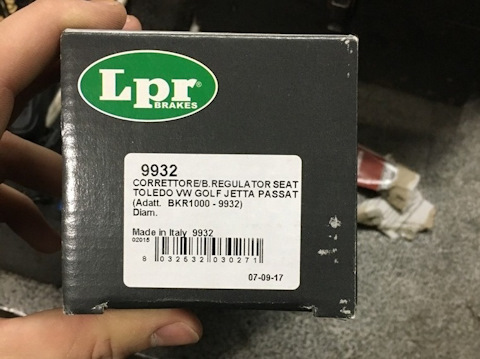 Lpr®
BRAKES
9932
CORRETTORE/B.REGULATOR SEAT
TOLEDO VW GOLF JETTA PASSAT
(Adatt. BKR1000 - 9932)
Diam.
Made in Italy 9932
02015
8 032532 030271
07-09-17